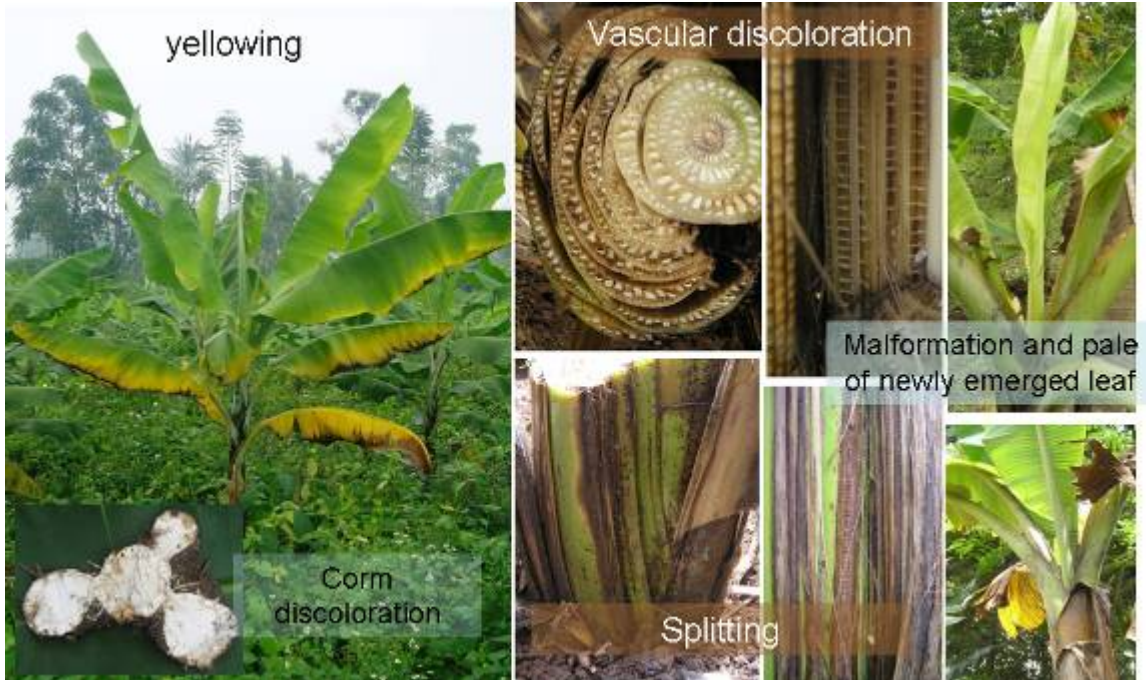 yellowing
Vascular discoloration
Malformation and pale
of newly emerged leaf
Corm
discoloration
Splitting